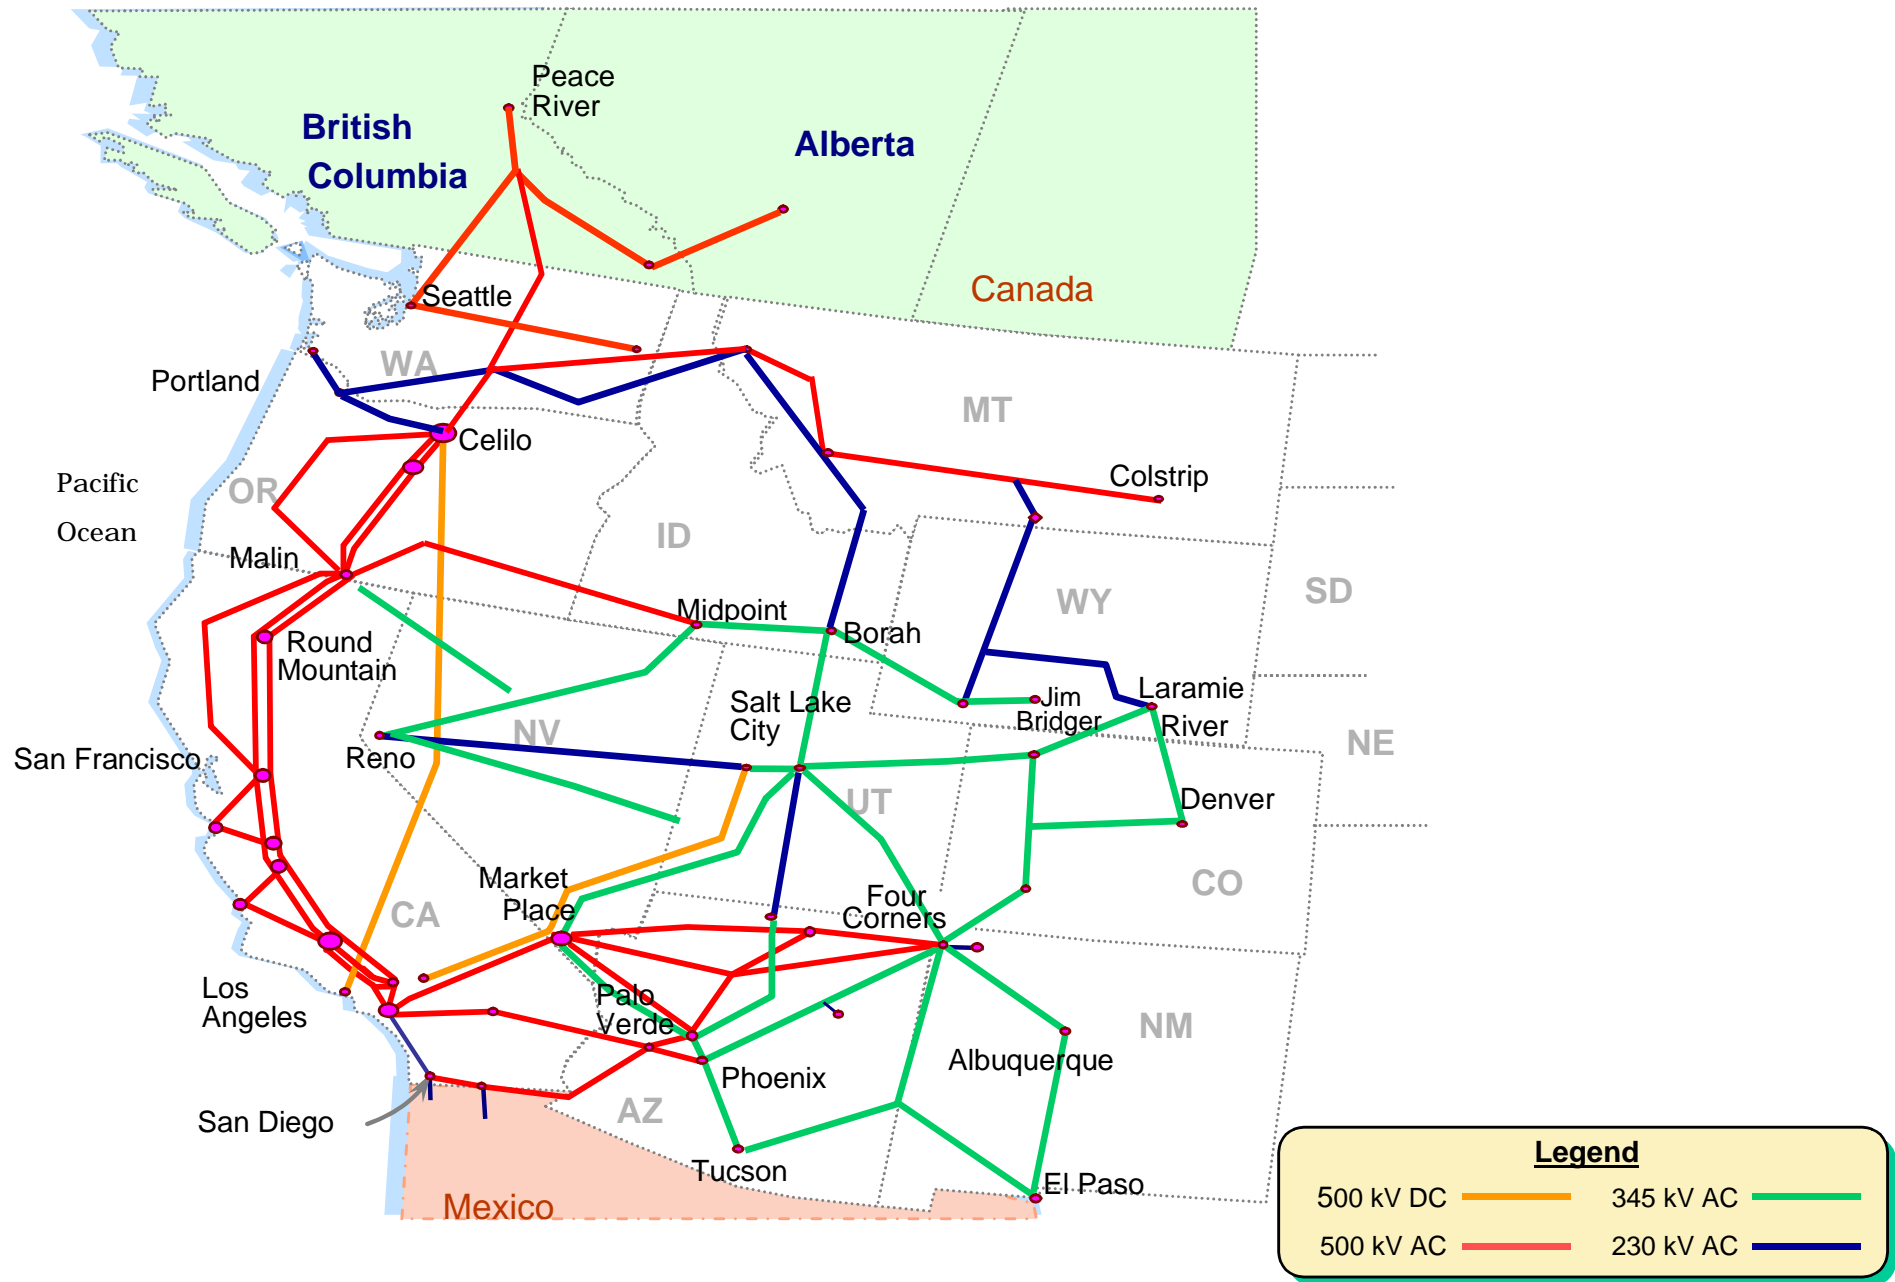 Peace
River
British
Columbia
Alberta
Canada
Seattle
WA
Portland
MT
Celilo
Colstrip
Pacific
Ocean
OR
ID
Malin
WY
SD
Midpoint
Borah
Round
Mountain
Salt Lake
City
Jim
Bridger
Laramie
River
NV
NE
San Francisco
Reno
UT
Denver
Market
Place
CA
Four
Corners
CO
Los
Angeles
Palo
Verde
NM
Albuquerque
Phoenix
San Diego
AZ
Tucson
El Paso
Mexico
Legend
500 kV DC
345 kV AC
500 kV AC
230 kV AC